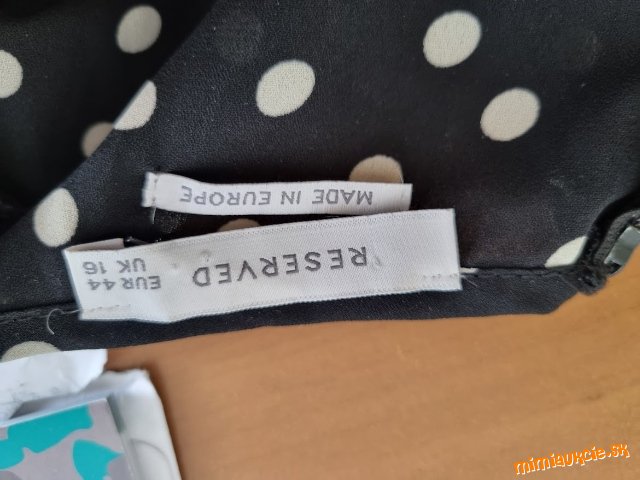 RESERVED
EUR 44
UK 16
MADE IN EUROPE
mimiaukcie.sk